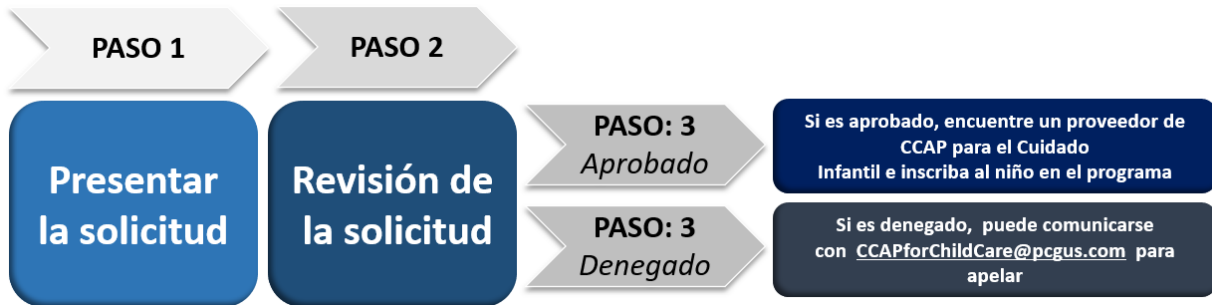 PASO 1
Presentar
la solicitud
PASO 2
Revisión de
la solicitud
PASO: 3
Aprobado
Si es aprobado, encuentre un proveedor de
CCAP para el Cuidado
Infantil e inscriba al niño en el programa
PASO: 3
Denegado
Si es denegado, puede comunicarse
con CCAPforChildCare@pcgus.com para
apelar